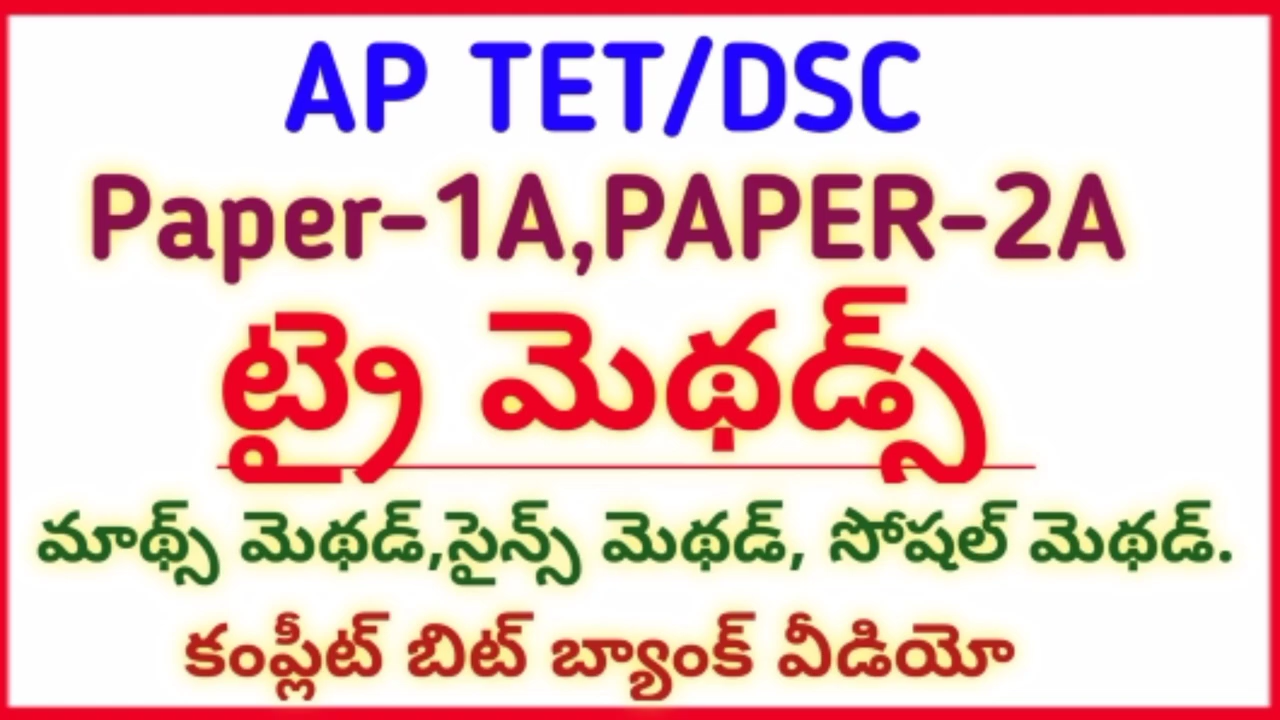 AP TET/DSC
Paper-1A,PAPER-2A
ట్రై మెథడ్స్
మాథ్స్ మెథడ్,సైన్స్ మెథడ్, సోషల్ మెథడ్.
కంప్లీట్ బిట్ బ్యాంక్ వీడియో